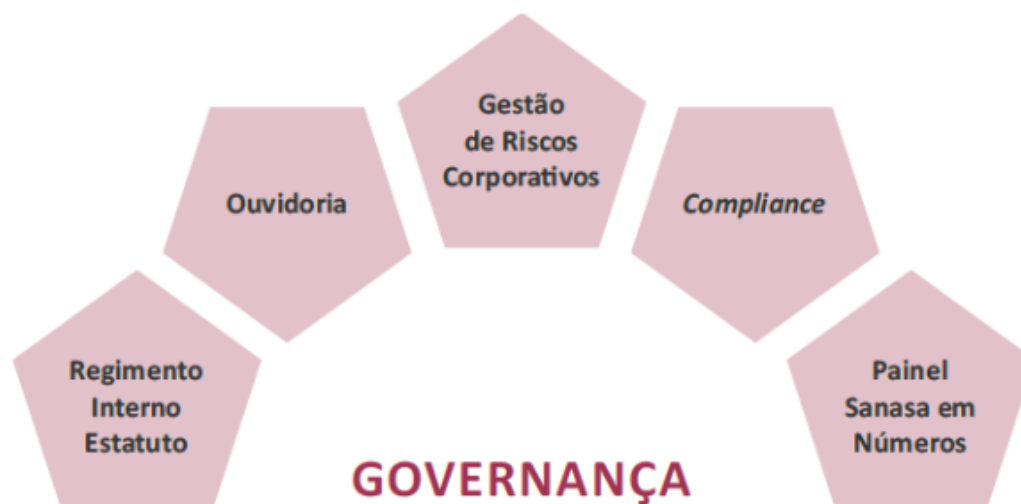 Gestão
de Riscos
Corporativos
Ouvidoria
Compliance
Regimento
Interno
Estatuto
Painel
Sanasa em
Números
GOVERNANÇA